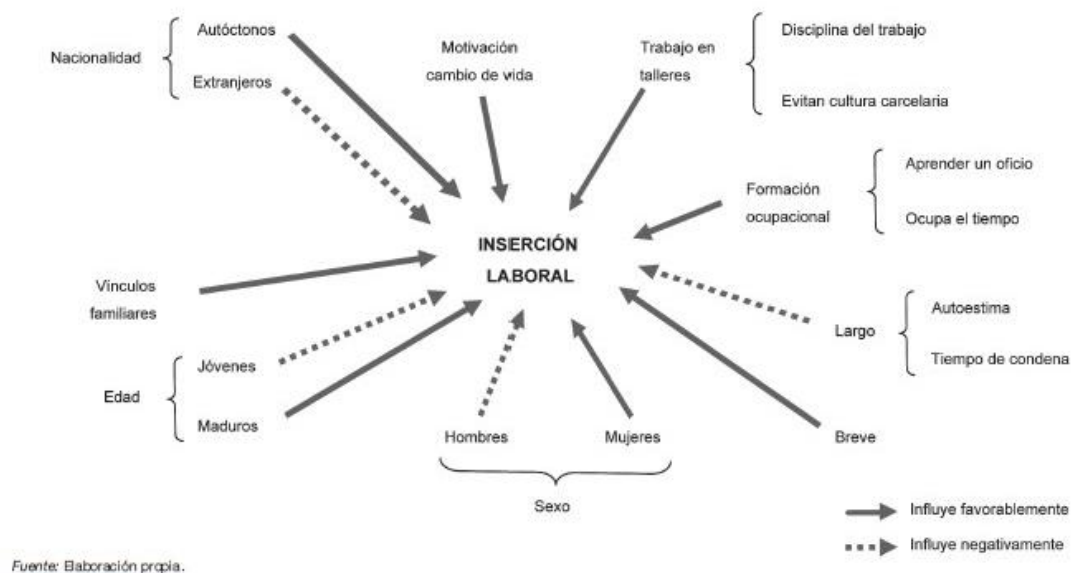 Nacionalidad
Autóctonos
Extranjeros
Motivación
cambio de vida
Trabajo en
talleres
Disciplina del trabajo
Evitan cultura carcelaria
Formación
ocupacional
Aprender un oficio
Ocupa el tiempo
INSERCIÓN
LABORAL
Vínculos
familiares
Largo
Autoestima
Tiempo de condena
Edad
Jóvenes
Maduros
Hombres
Mujeres
Sexo
Breve
Influye favorablemente
Influye negativamente
Fuente: Elaboración propia.